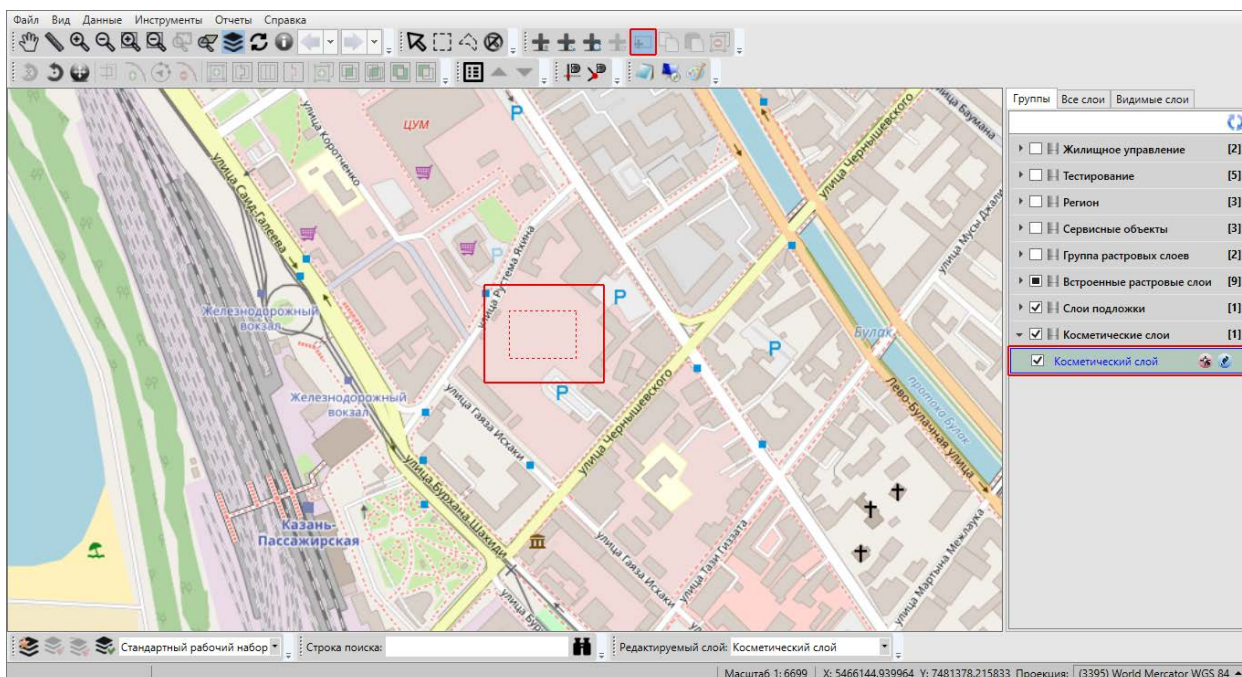 Файл Вид Данные Инструменты Отчеты Справка
Группы Все слои Видимые слои
Жилищное управление [2]
Тестирование [5]
Регион [3]
Сервисные объекты [3]
Группа растровых слоев [2]
Встроенные растровые слои [9]
Слои подложки [1]
Косметические слои [1]
Косметический слой
улица Коротченко
ЦУМ
P
улица Чернышевского
улица Баумана
улица Саид-Галеева
улица Мусы Джали
P
улица Рустема Яхина
Железнодорожный
вокзал
P
Булак
P
Железнодорожный
вокзал
P
улица Гаяза Исхаки
улица Чернышевского
протока Булак
Лево-Булачная улица
улица Бурхана Шахиди
Казань-
Пассажирская
улица Гаяза Исхаки
улица Тази Гиззата
улица Мартына Межлаука
Стандартный рабочий набор Строка поиска: Редактируемый слой: Косметический слой
Масштаб 1: 6699 X: 5466144.939964 Y: 7481378.215833 Проекция: (3395) World Mercator WGS 84